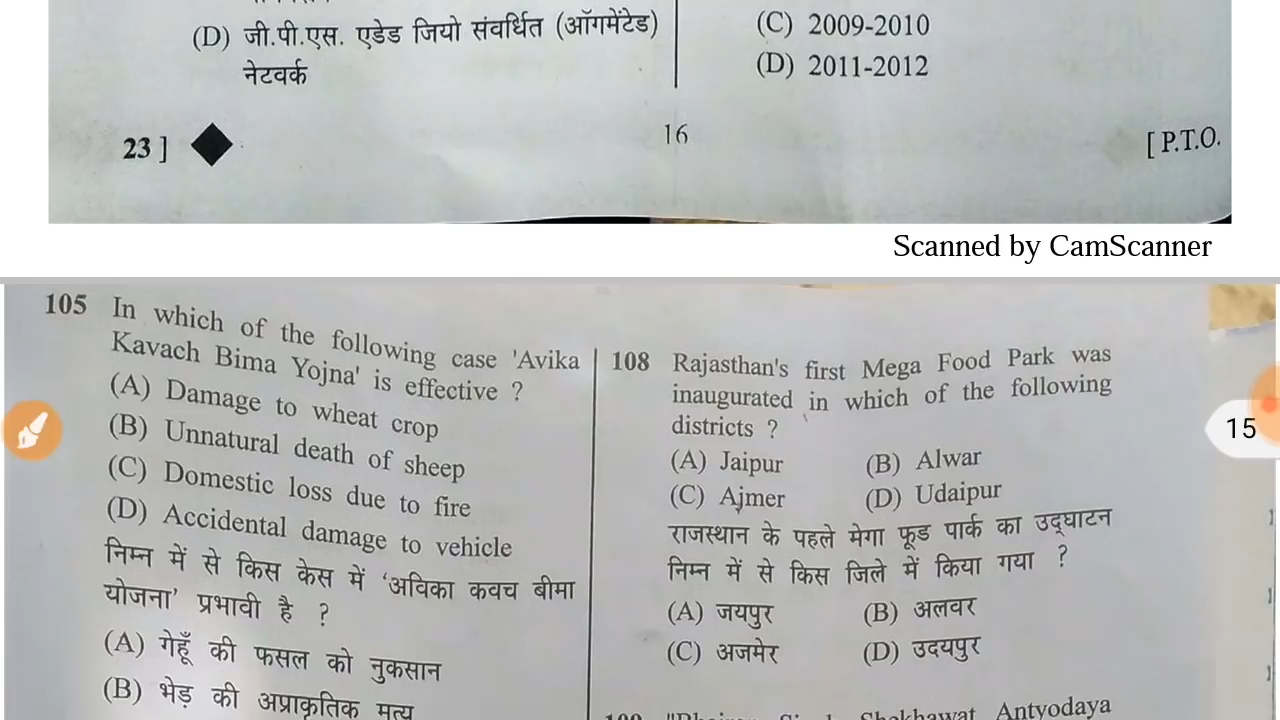 (D) जी.पी.एस. एडेड जियो संवर्धित (ऑगमेंटेड)
नेटवर्क
(C) 2009-2010
(D) 2011-2012
23 ]
16
[ P.T.O.
Scanned by CamScanner
105 In which of the following case 'Avika
Kavach Bima Yojna' is effective ?
(A) Damage to wheat crop
(B) Unnatural death of sheep
(C) Domestic loss due to fire
(D) Accidental damage to vehicle
निम्न में से किस केस में ‘अविका कवच बीमा
योजना’ प्रभावी है ?
(A) गेहूँ की फसल को नुकसान
(B) भेड़ की अप्राकृतिक
108 Rajasthan's first Mega Food Park was
inaugurated in which of the following
districts ?
(A) Jaipur (B) Alwar
(C) Ajmer (D) Udaipur
राजस्थान के पहले मेगा फूड पार्क का उद्घाटन
निम्न में से किस जिले में किया गया ?
(A) जयपुर (B) अलवर
(C) अजमेर (D) उदयपुर
Shekhawat Antyodaya
15